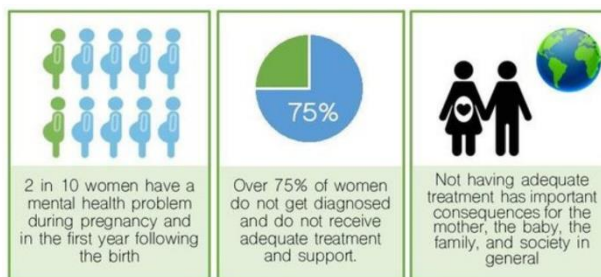 75%
2 in 10 women have a
mental health problem
during pregnancy and
in the first year following
the birth
Over 75% of women
do not get diagnosed
and do not receive
adequate treatment
and support.
Not having adequate
treatment has important
consequences for the
mother, the baby, the
family, and society in
general